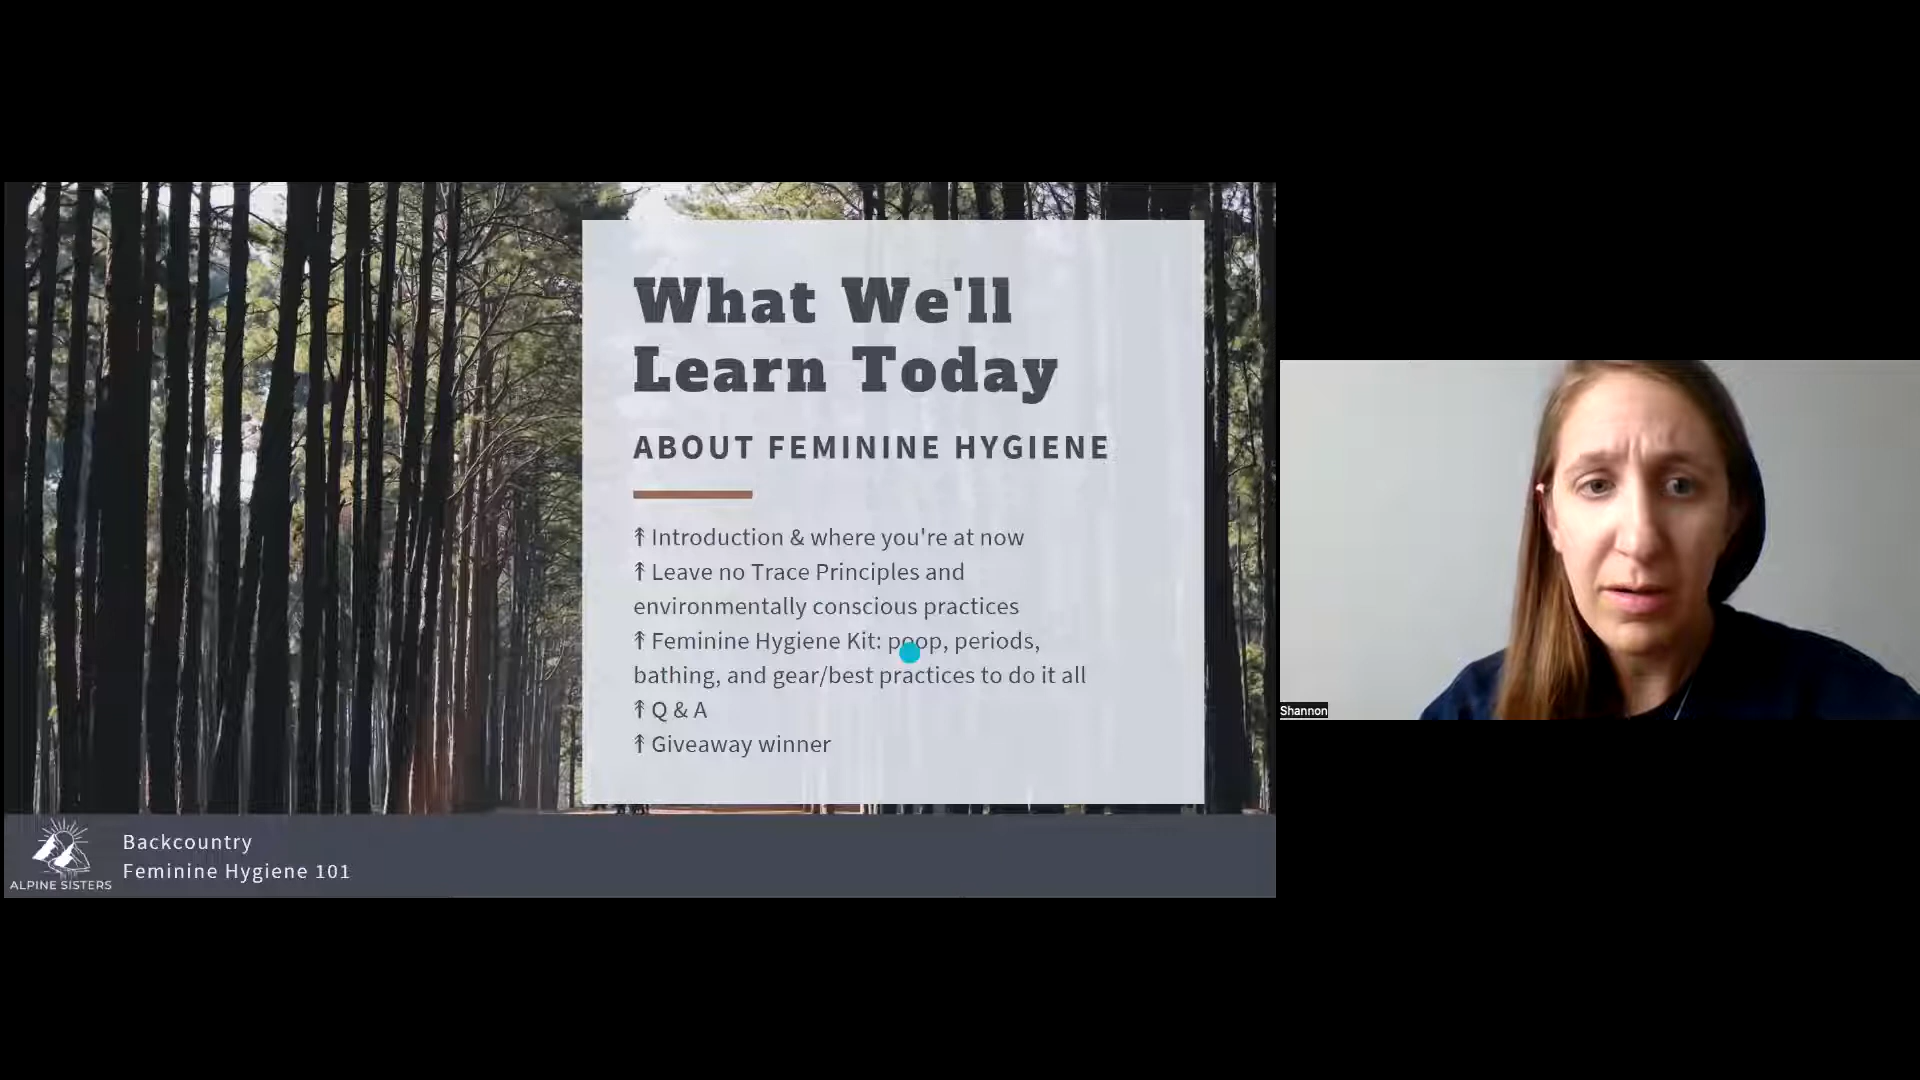 What We'll
Learn Today
ABOUT FEMININE HYGIENE
Introduction & where you're at now
Leave no Trace Principles and
environmentally conscious practices
Feminine Hygiene Kit: poop, periods,
bathing, and gear/best practices to do it all
Q & A
Giveaway winner
Backcountry
Feminine Hygiene 101
ALPINE SISTERS
Shannon